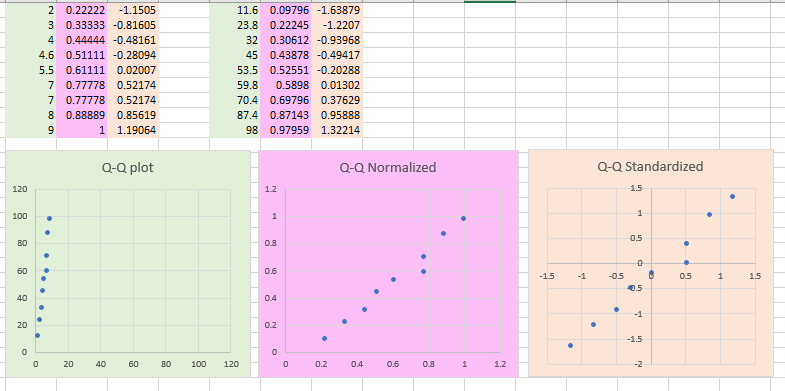 2 0.22222 -1.1505 11.6 0.09796 -1.63879
3 0.33333 -0.81605 23.8 0.22245 -1.2207
4 0.44444 -0.48161 32 0.30612 -0.93968
4.6 0.51111 -0.28094 45 0.43878 -0.49417
5.5 0.61111 0.02007 53.5 0.52551 -0.20288
7 0.77778 0.52174 59.8 0.5898 0.01302
7 0.77778 0.52174 70.4 0.69796 0.37629
8 0.88889 0.85619 87.4 0.87143 0.95888
9 1 1.19064 98 0.97959 1.32214
Q-Q plot
120
100
80
60
40
20
0
0 20 40 60 80 100 120
Q-Q Normalized
1.2
1
0.8
0.6
0.4
0.2
0
0 0.2 0.4 0.6 0.8 1 1.2
Q-Q Standardized
1.5
1
0.5
0
-1.5 -1 -0.5 0 0.5 1 1.5
-0.5
-1
-1.5
-2